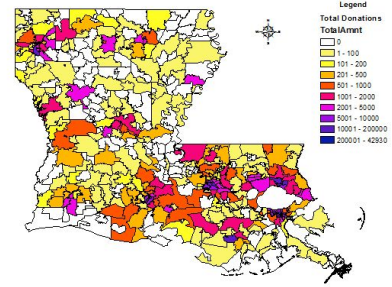 Legend
Total Donations
TotalAmnt
0
1 - 100
101 - 200
201 - 500
501 - 1000
1001 - 2000
2001 - 5000
5001 - 10000
10001 - 200000
200001 - 42930